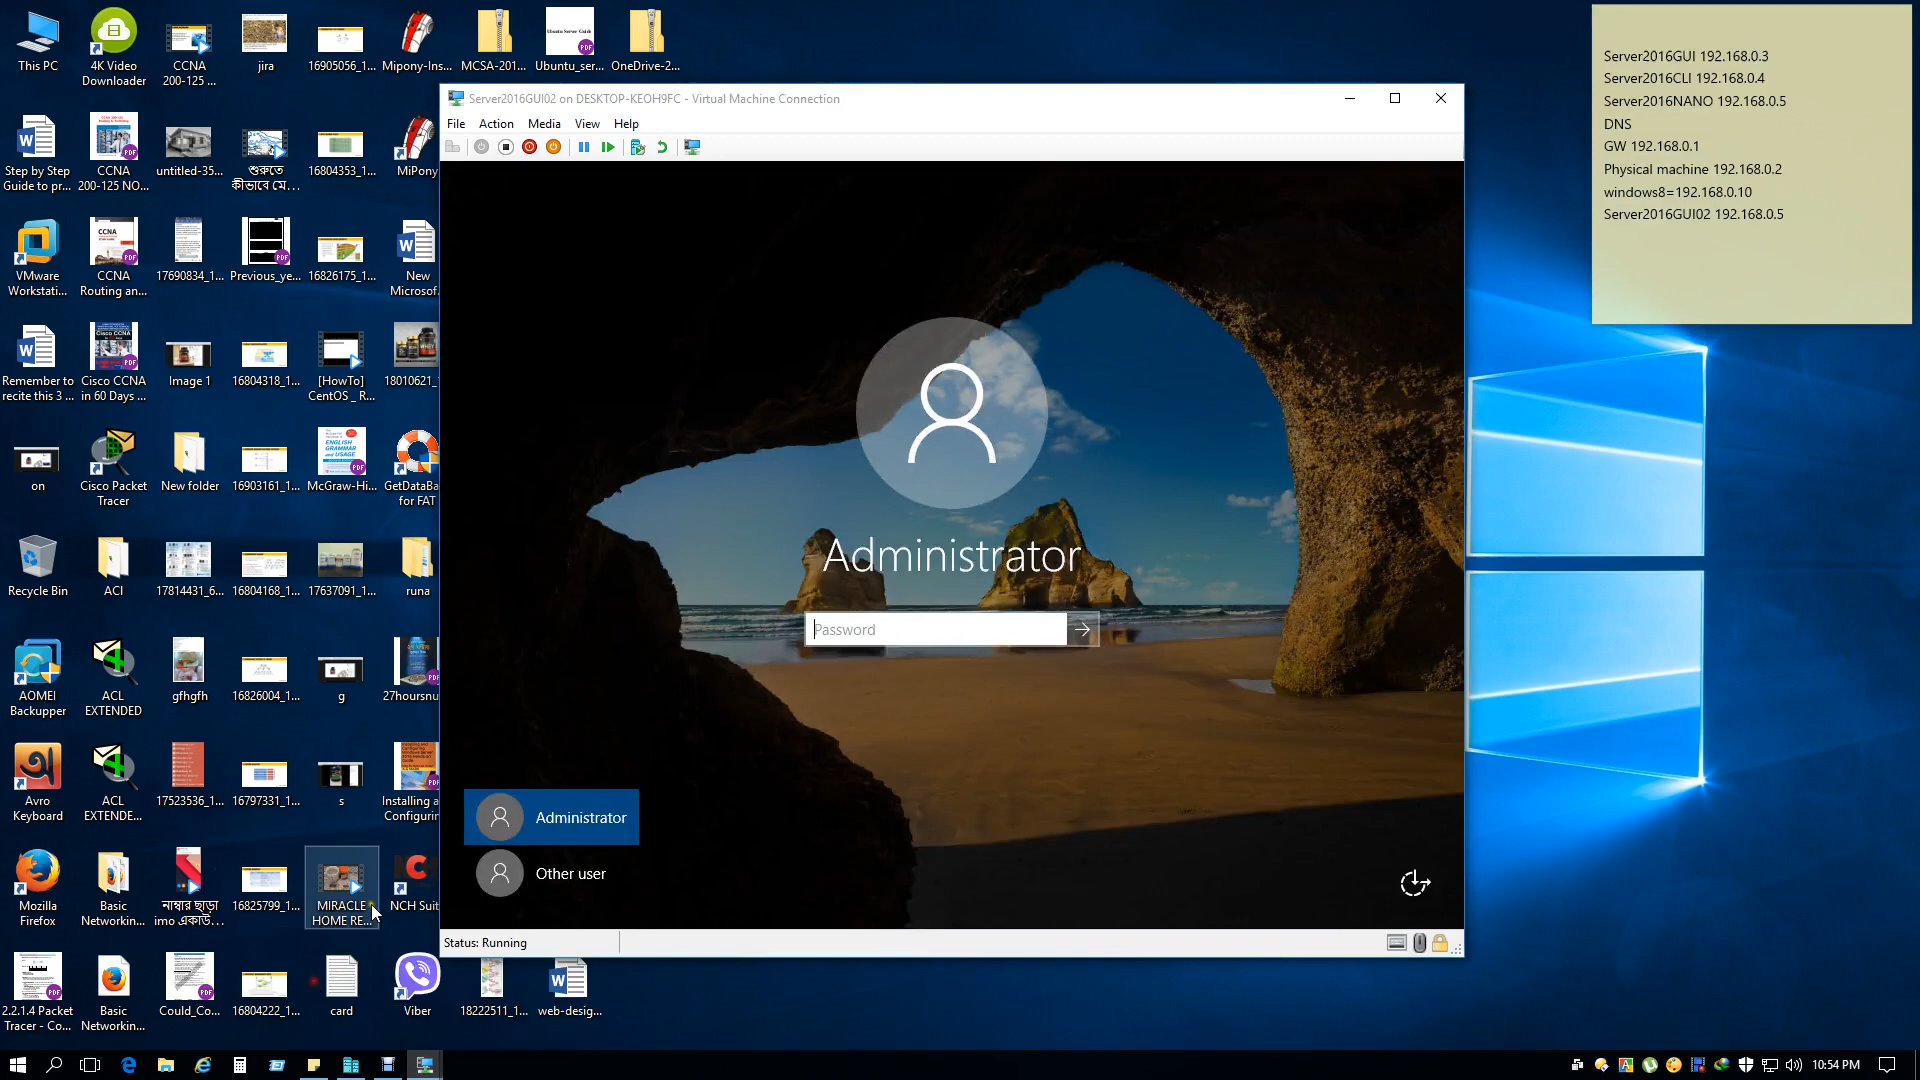 This PC
4K Video
Downloader
CCNA
200-125 ...
jira
16905056_1...
Mipony-Ins...
MCSA-201...
Ubuntu Server Guide
PDF
Ubuntu_ser...
OneDrive-2...
Server2016GUI 192.168.0.3
Server2016CLI 192.168.0.4
Server2016NANO 192.168.0.5
DNS
GW 192.168.0.1
Physical machine 192.168.0.2
windows8=192.168.0.10
Server2016GUI02 192.168.0.5
Server2016GUI02 on DESKTOP-KEOH9FC - Virtual Machine Connection
File Action Media View Help
Step by Step
Guide to pr...
CCNA
200-125 NO...
untitled-35...
শুরুতে
কীভাবে মে...
16804353_1...
MiPony
VMware
Workstati...
CCNA
Routing an...
17690834_1...
Previous_ye...
16826175_1...
New
Microsof
Remember to
recite this 3 ...
Cisco CCNA
in 60 Days ...
Image 1
16804318_1...
[HowTo]
CentOS _ R...
18010621_
on
Cisco Packet
Tracer
New folder
16903161_1...
ENGLISH
GRAMMAR
and USAGE
McGraw-Hi...
GetDataBa
for FAT
Recycle Bin
ACI
17814431_6...
16804168_1...
17637091_1...
runa
AOMEI
Backupper
ACL
EXTENDED
gfhgfh
16826004_1...
g
27hoursnu
Avro
Keyboard
ACL
EXTENDE...
17523536_1...
16797331_1...
s
Installing a
Configurin
Mozilla
Firefox
Basic
Networkin...
নাম্বার ছাড়া
imo একাউ...
16825799_1...
MIRACLE
HOME RE...
NCH Suit
2.2.1.4 Packet
Tracer - Co...
Basic
Networkin...
Could_Co...
16804222_1...
card
Viber
18222511_1...
web-desig...
Administrator
Password
Administrator
Other user
Status: Running
10:54 PM